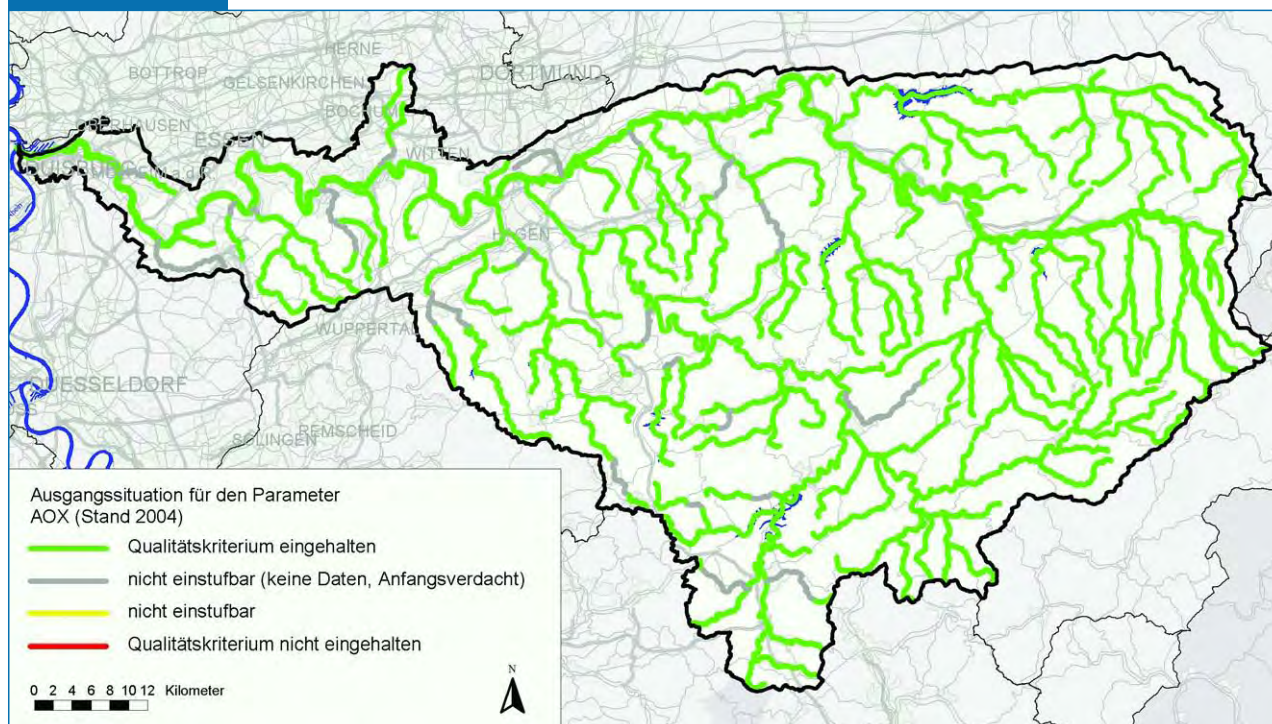 HERNE
BOTTROP
GELSENKIRCHEN
DORTMUND
OBERHAUSEN
ESSEN
WITTEN
DUISBURG
HAGEN
WUPPERTAL
DUESSELDORF
REMSCHEID
SOLINGEN
Ausgangssituation für den Parameter
AOX (Stand 2004)
Qualitätskriterium eingehalten
nicht einstufbar (keine Daten, Anfangsverdacht)
nicht einstufbar
Qualitätskriterium nicht eingehalten
0 2 4 6 8 10 12 Kilometer
N